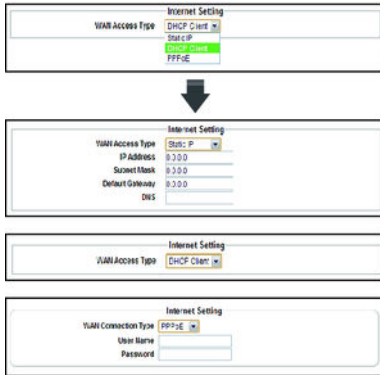 Internet Setting
WAN Access Type DHCP Client
Static IP
DHCP Client
PPPoE
Internet Setting
WAN Access Type Static IP
IP Address 0.0.0.0
Subnet Mask 0.0.0.0
Default Gateway 0.0.0.0
DNS
Internet Setting
WAN Access Type DHCP Client
Internet Setting
WAN Connection Type PPPoE
User Name
Password